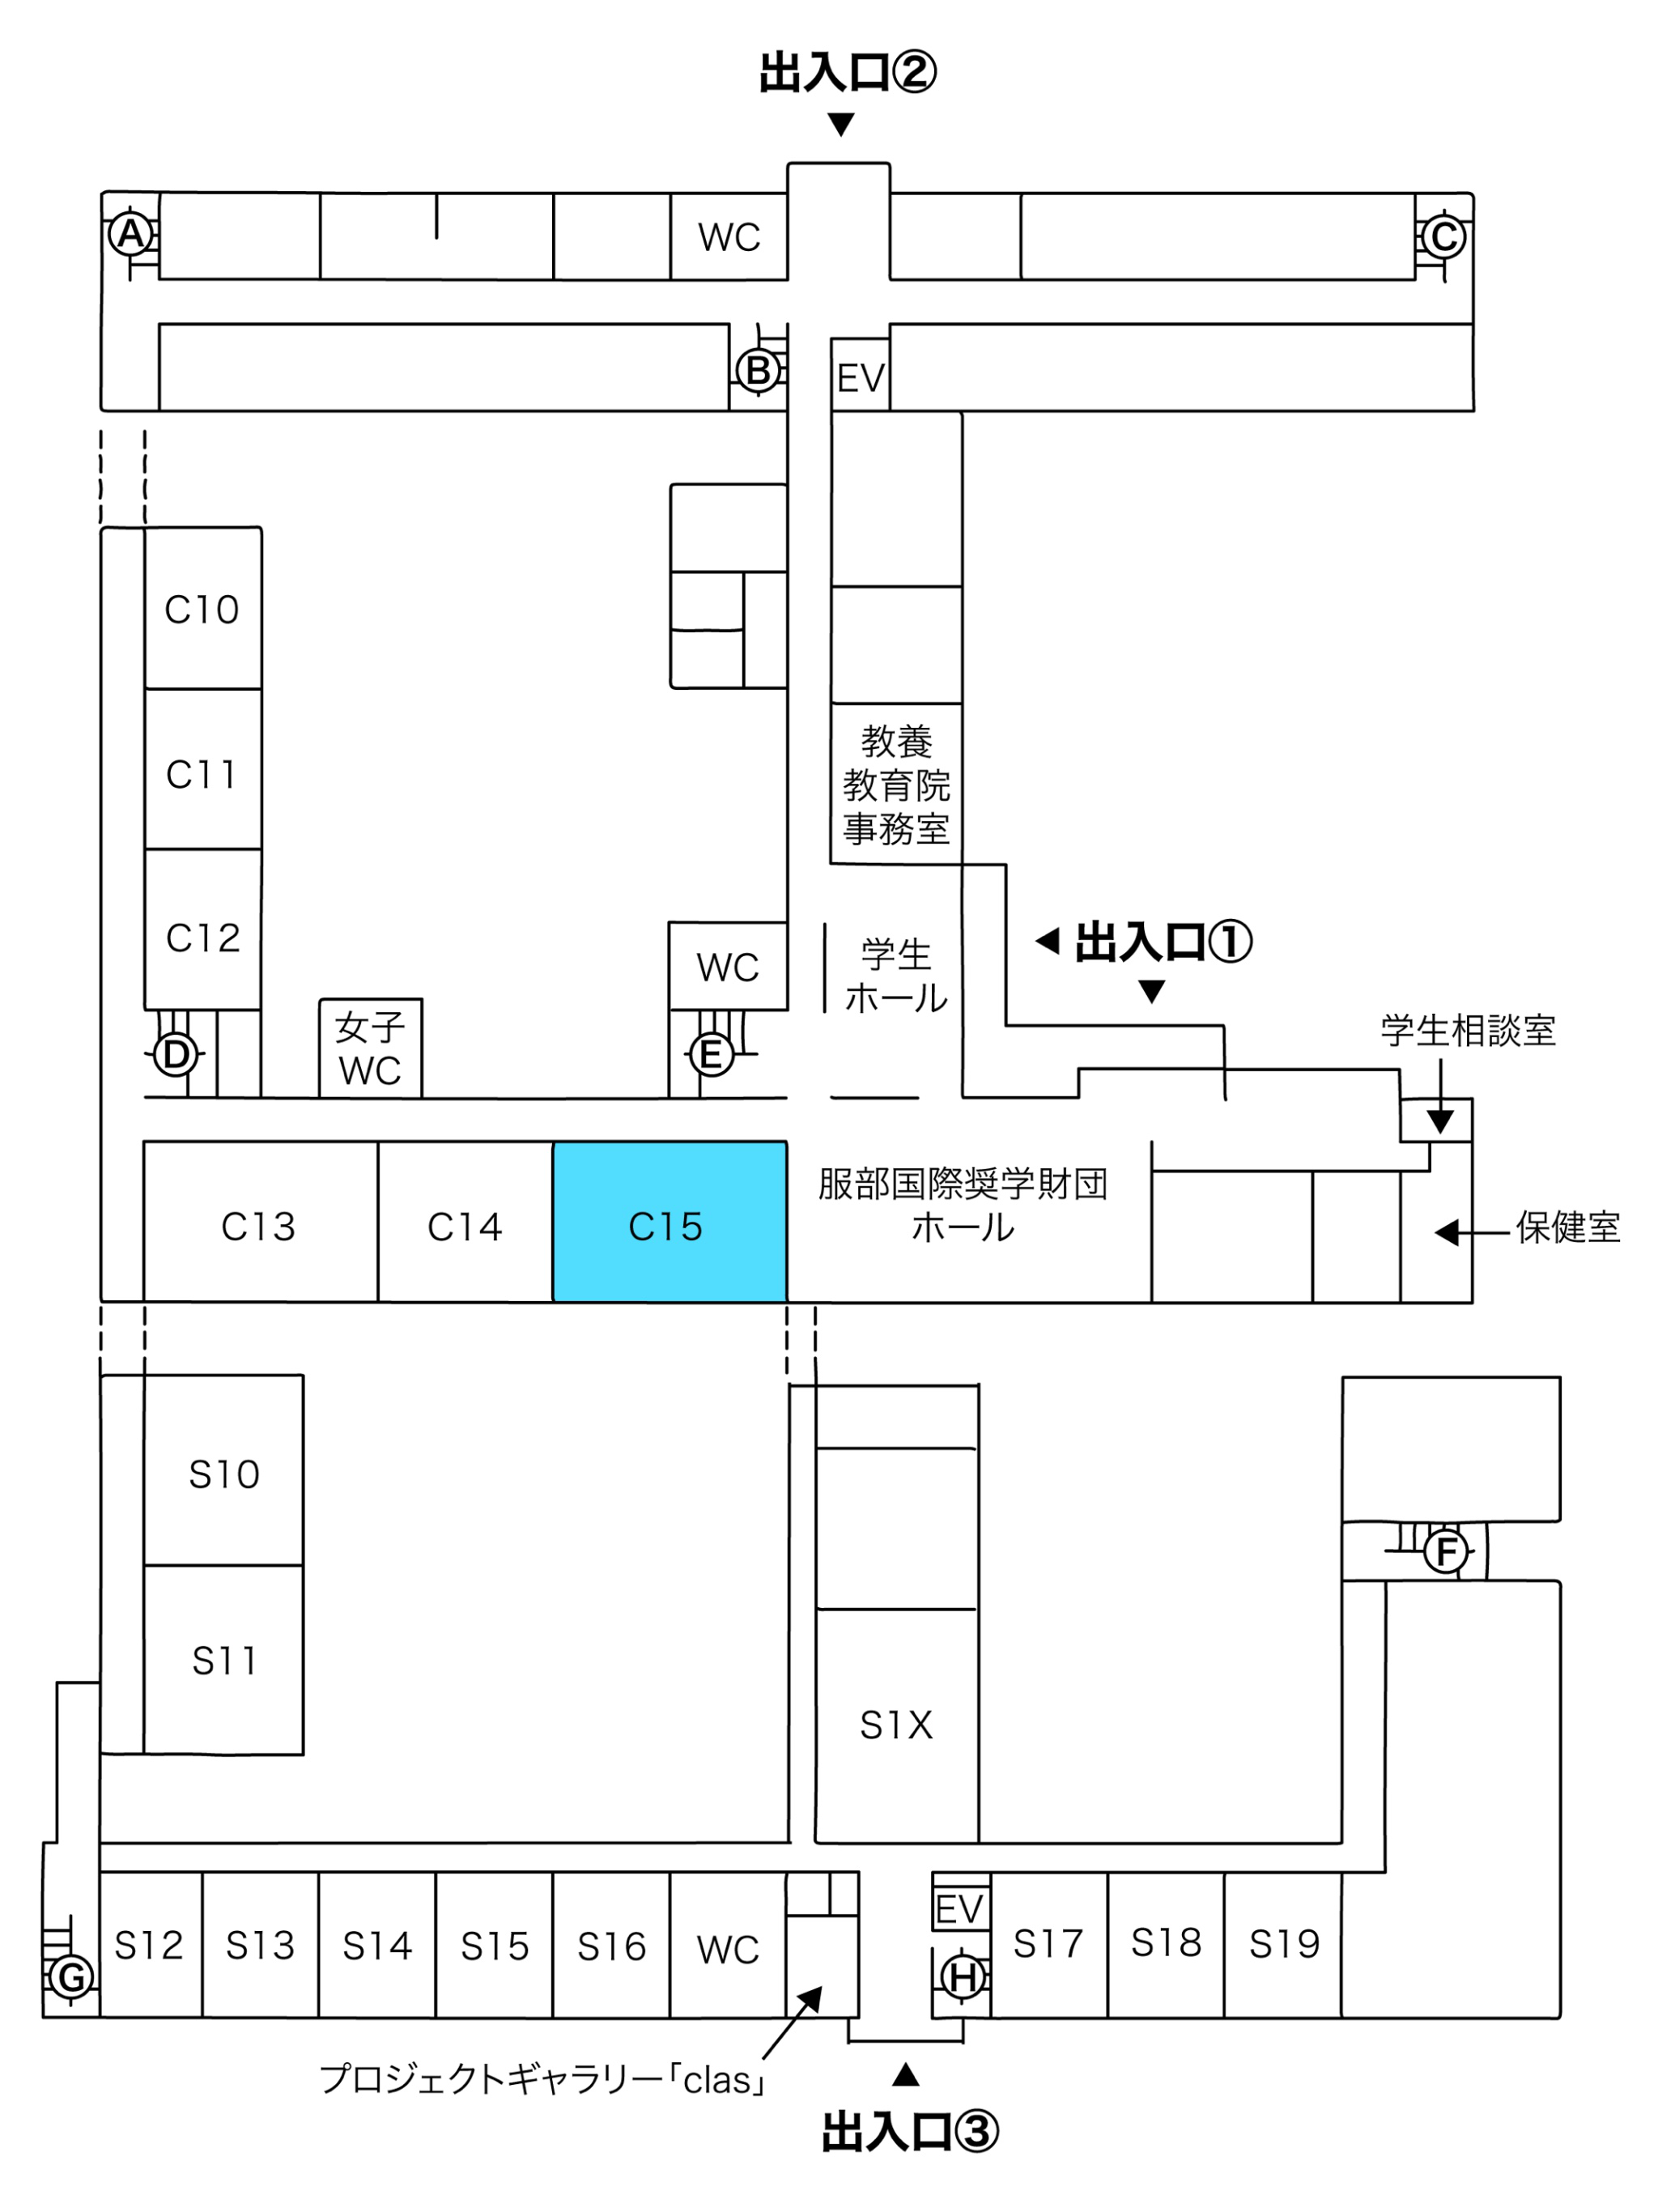 出入口②
A
WC
C
B
EV
C10
C11
C12
教養
教育院
事務室
WC
学生
ホール
出入口①
学生相談室
女子
WC
D
E
C13
C14
C15
服部国際奨学財団
ホール
保健室
S10
S11
F
S1X
G
S12
S13
S14
S15
S16
WC
EV
H
S17
S18
S19
プロジェクトギャラリー「clas」
出入口③